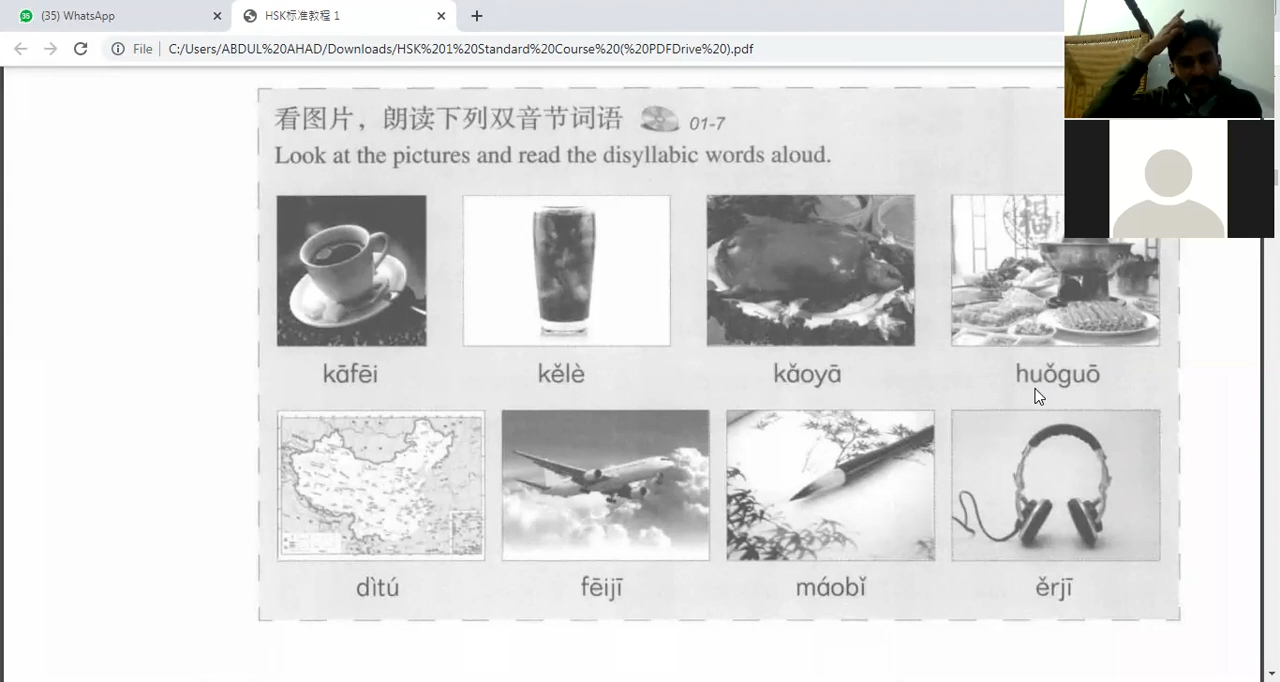 (35) WhatsApp
HSK标准教程 1
File
C:/Users/ABDUL%20AHAD/Downloads/HSK%201%20Standard%20Course%20(%20PDFDrive%20).pdf
看图片，朗读下列双音节词语 01-7
Look at the pictures and read the disyllabic words aloud.
福
kāfēi kělè kǎoyā huǒguō
dìtú fēijī máobǐ ěrjī